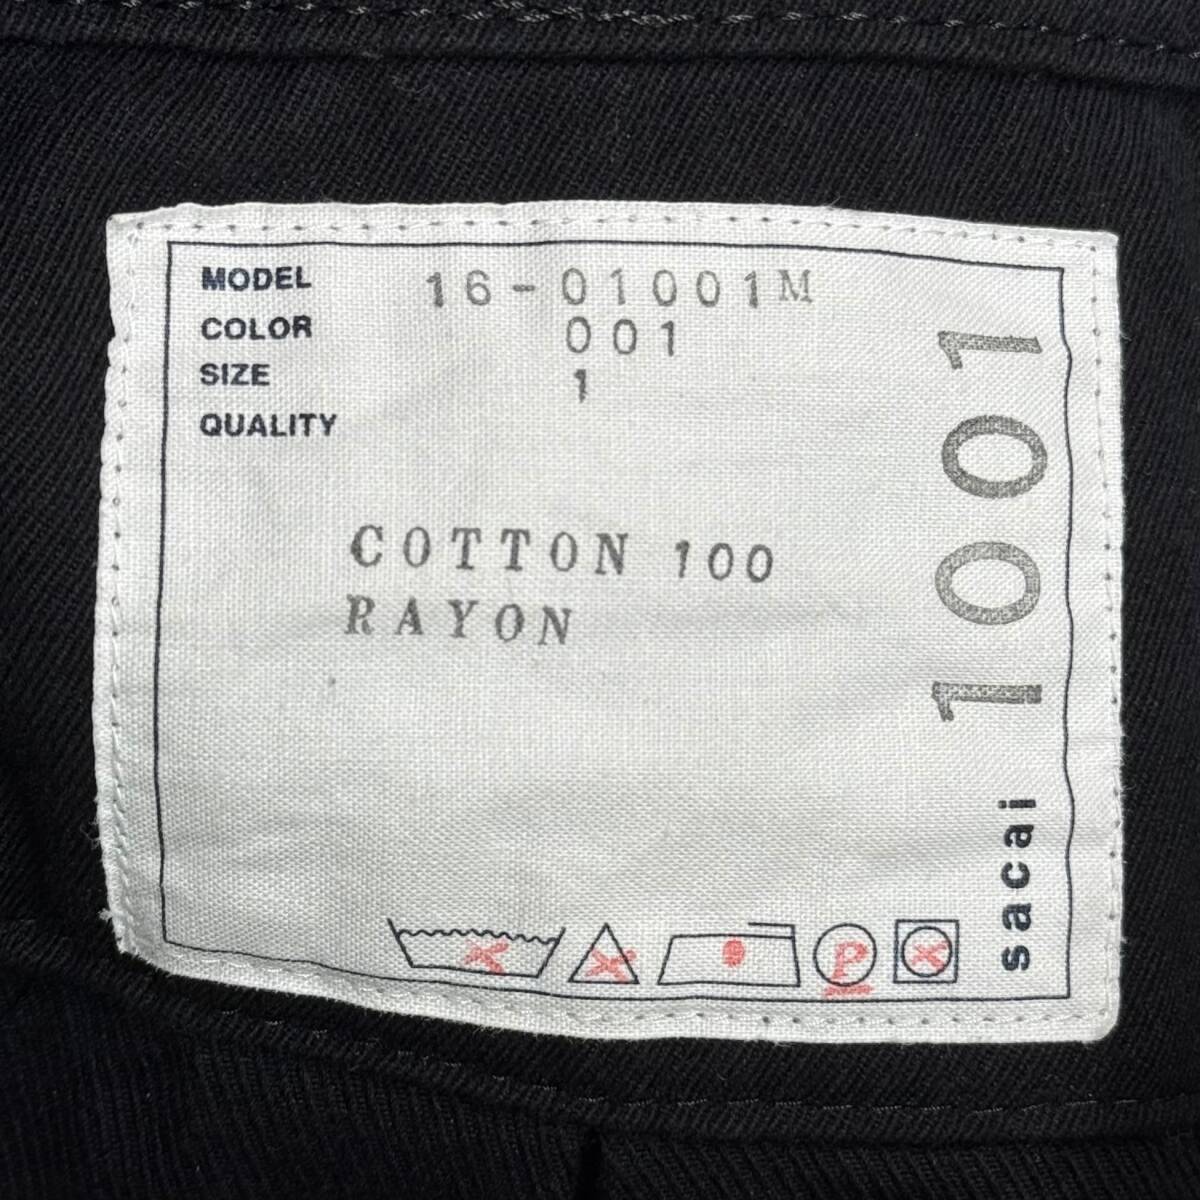 MODEL 16-01001M
COLOR 001
SIZE 1
QUALITY
COTTON 100
RAYON
P
1001
sacai